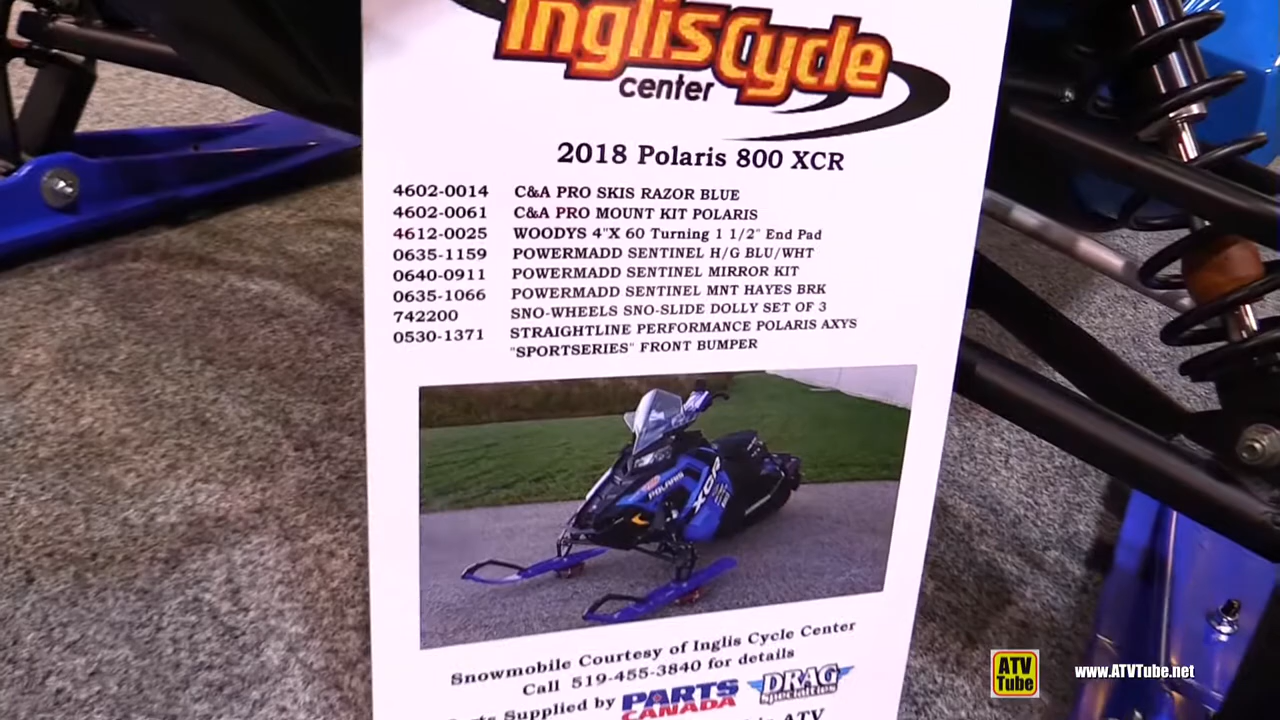 Inglis Cycle
center
2018 Polaris 800 XCR
4602-0014 C&A PRO SKIS RAZOR BLUE
4602-0061 C&A PRO MOUNT KIT POLARIS
4612-0025 WOODYS 4"X 60 Turning 1 1/2" End Pad
0635-1159 POWERMADD SENTINEL H/G BLU/WHT
0640-0911 POWERMADD SENTINEL MIRROR KIT
0635-1066 POWERMADD SENTINEL MNT HAYES BRK
742200 SNO-WHEELS SNO-SLIDE DOLLY SET OF 3
0530-1371 STRAIGHTLINE PERFORMANCE POLARIS AXYS
"SPORTSERIES" FRONT BUMPER
POLARIS
XCR
Snowmobile Courtesy of Inglis Cycle Center
Call 519-455-3840 for details
Supplied by PARTS CANADA DRAG Specialties
ATV
ATV
Tube
www.ATVTube.net